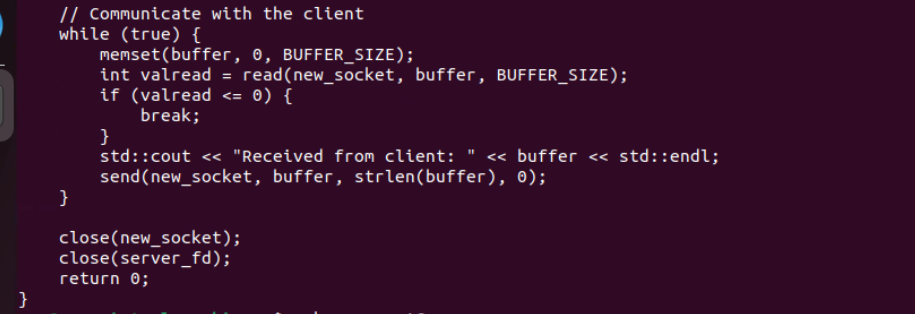 // Communicate with the client
    while (true) {
        memset(buffer, 0, BUFFER_SIZE);
        int valread = read(new_socket, buffer, BUFFER_SIZE);
        if (valread <= 0) {
            break;
        }
        std::cout << "Received from client: " << buffer << std::endl;
        send(new_socket, buffer, strlen(buffer), 0);
    }

    close(new_socket);
    close(server_fd);
    return 0;
}